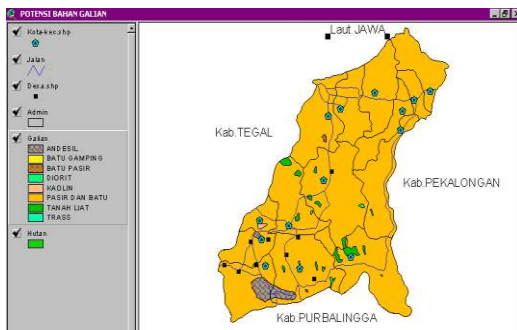 POTENSI BAHAN GALIAN
Kota-kec.shp
Jalan
Desa.shp
Admin
Galian
ANDESIL
BATU GAMPING
BATU PASIR
DIORIT
KAOLIN
PASIR DAN BATU
TANAH LIAT
TRASS
Hutan
Laut JAWA
Kab.TEGAL
Kab.PEKALONGAN
Kab.PURBALINGGA